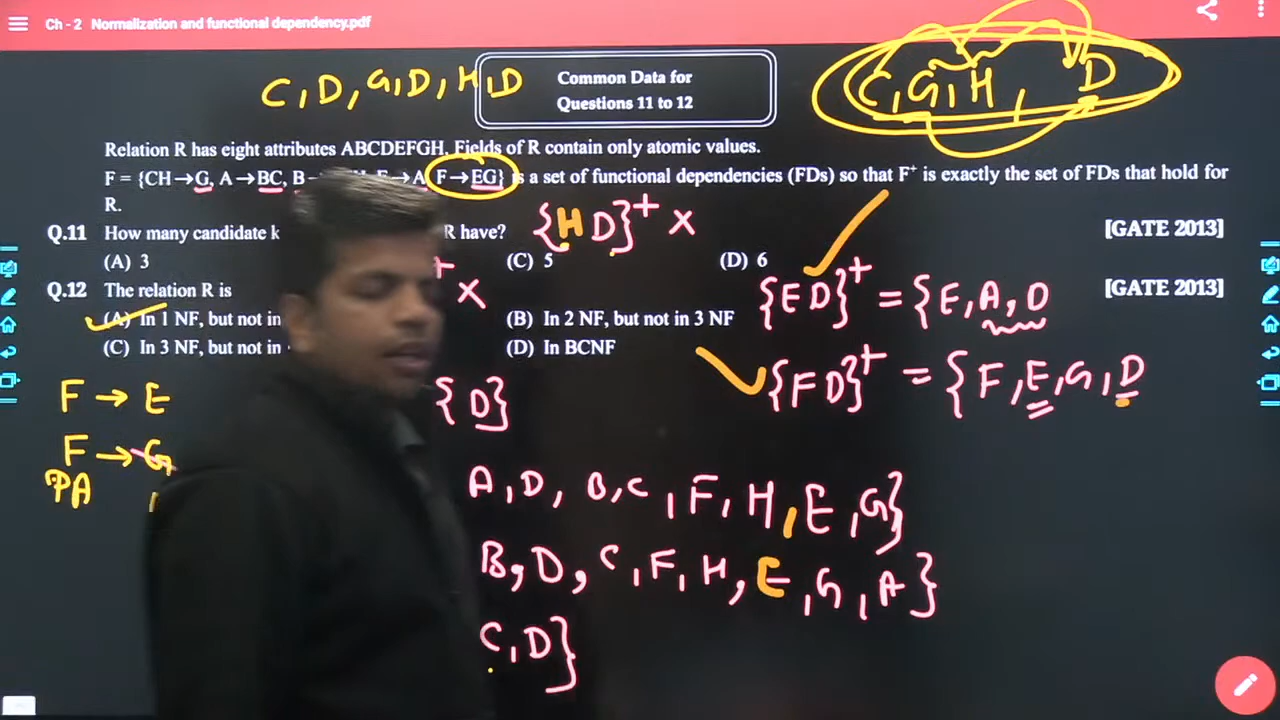 Ch - 2 Normalization and functional dependency.pdf
C, D, G, D, H, D
Common Data for
Questions 11 to 12
C, G, H, D
Relation R has eight attributes ABCDEFGH, Fields of R contain only atomic values.
F = {CH→G, A→BC, B→ F→EG} is a set of functional dependencies (FDs) so that F⁺ is exactly the set of FDs that hold for
R.
Q.11 How many candidate k R have? [GATE 2013]
{HD}⁺ ×
(A) 3 (C) 5 (D) 6
Q.12 The relation R is [GATE 2013]
+ ×
{ED}⁺ = {E, A, D
(A) In 1 NF, but not in (B) In 2 NF, but not in 3 NF
(C) In 3 NF, but not in (D) In BCNF
{FD}⁺ = {F, E, G, D
F → E
{D}
F → G
PA
A, D, B, C, F, H, E, G}
B, D, C, F, H, E, G, A}
C, D}